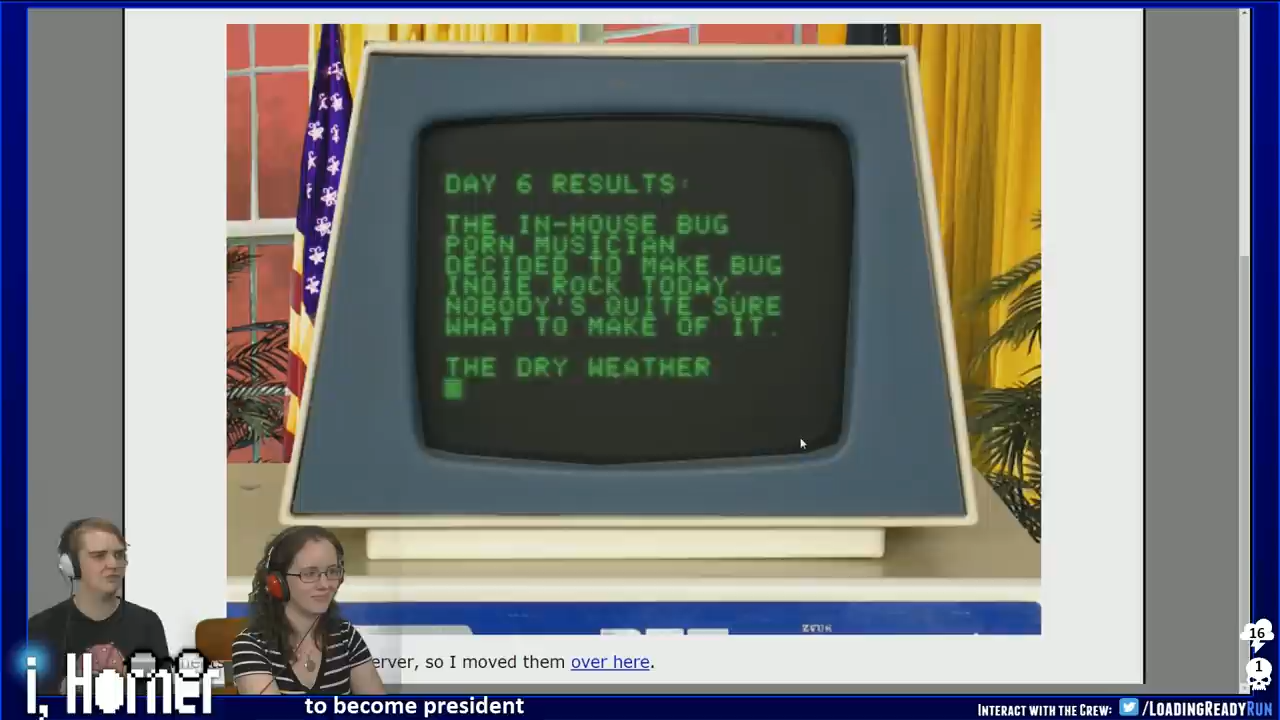 DAY 6 RESULTS:
THE IN-HOUSE BUG
PORN MUSICIAN
DECIDED TO MAKE BUG
INDIE ROCK TODAY.
NOBODY'S QUITE SURE
WHAT TO MAKE OF IT.
THE DRY WEATHER
erver, so I moved them over here.
16
1
i, Horner
to become president
INTERACT WITH THE CREW: /LOADINGREADYRUN